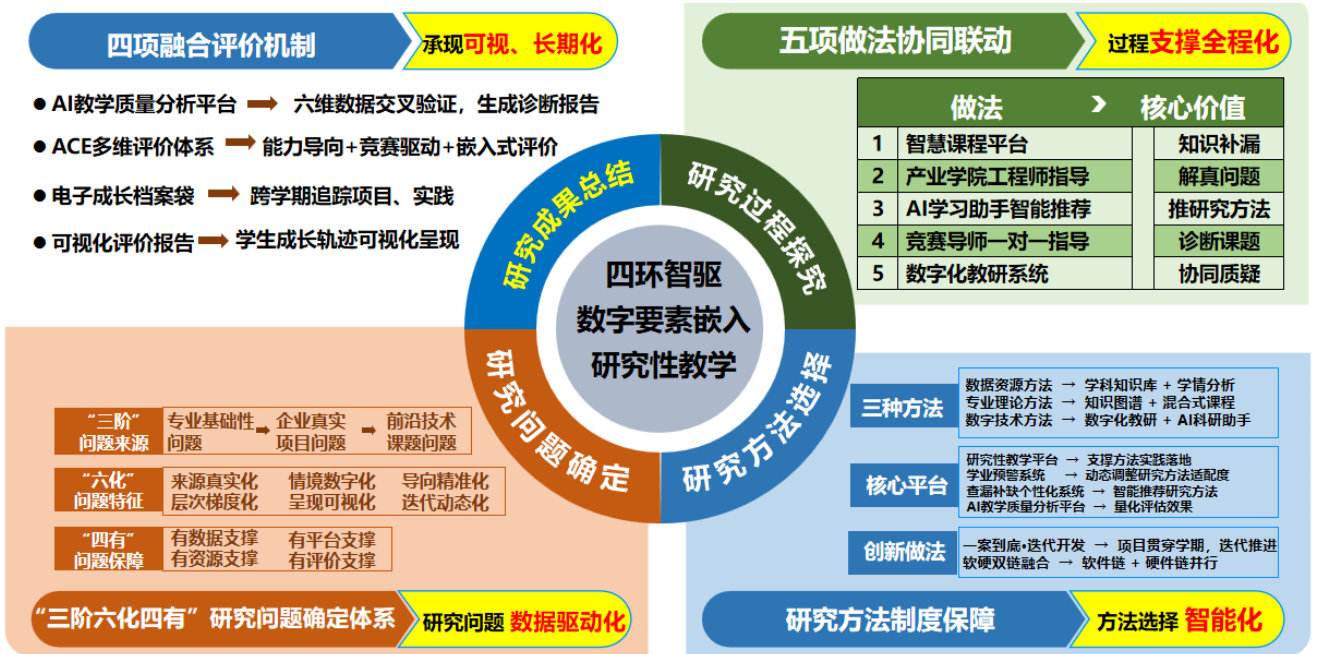 四项融合评价机制
承现可视、长期化
● AI教学质量分析平台 → 六维数据交叉验证，生成诊断报告
● ACE多维评价体系 → 能力导向+竞赛驱动+嵌入式评价
● 电子成长档案袋 → 跨学期追踪项目、实践
● 可视化评价报告 → 学生成长轨迹可视化呈现
五项做法协同联动
过程支撑全程化
做法 > 核心价值
1 智慧课程平台 知识补漏
2 产业学院工程师指导 解真问题
3 AI学习助手智能推荐 推研究方法
4 竞赛导师一对一指导 诊断课题
5 数字化教研系统 协同质疑
研究成果总结
研究过程探究
四环智驱
数字要素嵌入
研究性教学
研究问题确定
研究方法选择
“三阶”
问题来源
专业基础性
问题
→
企业真实
项目问题
→
前沿技术
课题问题
“六化”
问题特征
来源真实化 情境数字化 导向精准化
层次梯度化 呈现可视化 迭代动态化
“四有”
问题保障
有数据支撑 有平台支撑
有资源支撑 有评价支撑
“三阶六化四有”研究问题确定体系
研究问题 数据驱动化
三种方法
数据资源方法 → 学科知识库 + 学情分析
专业理论方法 → 知识图谱 + 混合式课程
数字技术方法 → 数字化教研 + AI科研助手
核心平台
研究性教学平台 → 支撑方法实践落地
学业预警系统 → 动态调整研究方法适配度
查漏补缺个性化系统 → 智能推荐研究方法
AI教学质量分析平台 → 量化评估效果
创新做法
一案到底·迭代开发 → 项目贯穿学期，迭代推进
软硬双链融合 → 软件链 + 硬件链并行
研究方法制度保障
方法选择 智能化